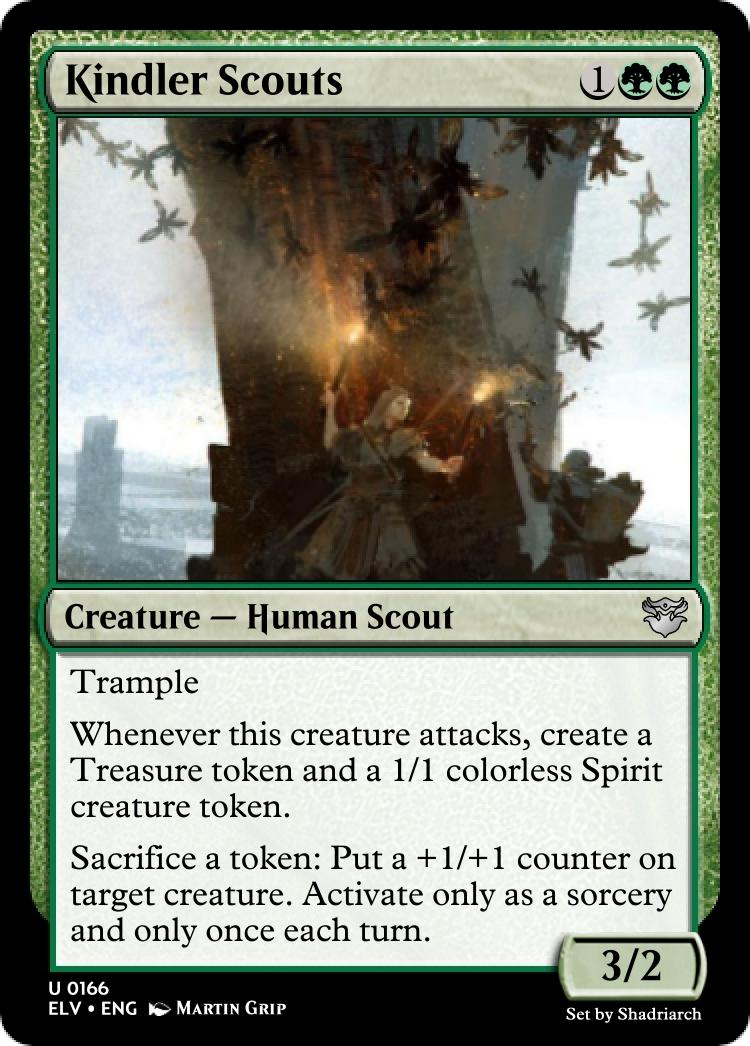 Kindler Scouts 1
Creature — Human Scout
Trample
Whenever this creature attacks, create a
Treasure token and a 1/1 colorless Spirit
creature token.
Sacrifice a token: Put a +1/+1 counter on
target creature. Activate only as a sorcery
and only once each turn.
3/2
U 0166
ELV • ENG Martin Grip
Set by Shadriarch